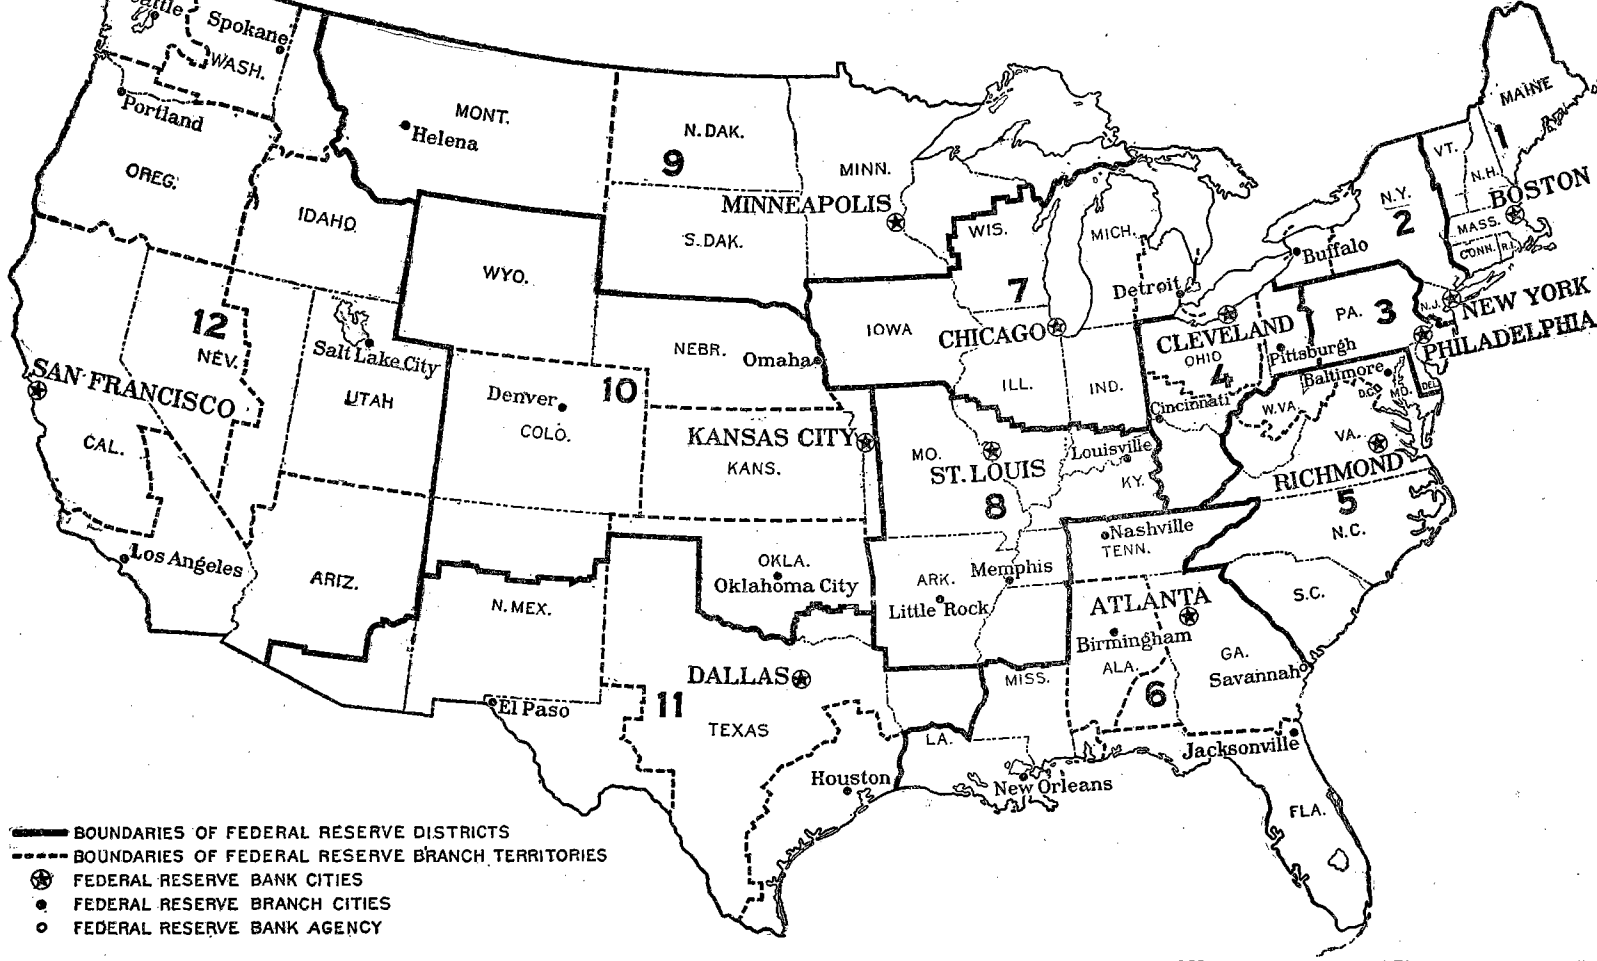 Spokane
WASH.
Portland
OREG.
MONT.
Helena
IDAHO
N. DAK.
9
S. DAK.
MINN.
MINNEAPOLIS
WYO.
WIS.
MICH.
7
Detroit
IOWA
CHICAGO
ILL.
IND.
MAINE
VT.
N.H.
1
BOSTON
MASS.
CONN.
R.I.
N.Y.
2
Buffalo
N.J.
NEW YORK
PA.
3
PHILADELPHIA
CLEVELAND
OHIO
4
Pittsburgh
Cincinnati
Baltimore
D.C.
MD.
DEL.
W.VA.
VA.
RICHMOND
5
N.C.
S.C.
12
NEV.
SAN FRANCISCO
CAL.
Los Angeles
Salt Lake City
UTAH
ARIZ.
NEBR.
Omaha
10
Denver
COLO.
KANSAS CITY
KANS.
MO.
ST. LOUIS
8
Louisville
KY.
Nashville
TENN.
Memphis
ARK.
Little Rock
OKLA.
Oklahoma City
N. MEX.
El Paso
DALLAS
11
TEXAS
Houston
LA.
New Orleans
MISS.
ATLANTA
Birmingham
ALA.
6
GA.
Savannah
Jacksonville
FLA.
BOUNDARIES OF FEDERAL RESERVE DISTRICTS
BOUNDARIES OF FEDERAL RESERVE BRANCH TERRITORIES
FEDERAL RESERVE BANK CITIES
FEDERAL RESERVE BRANCH CITIES
FEDERAL RESERVE BANK AGENCY